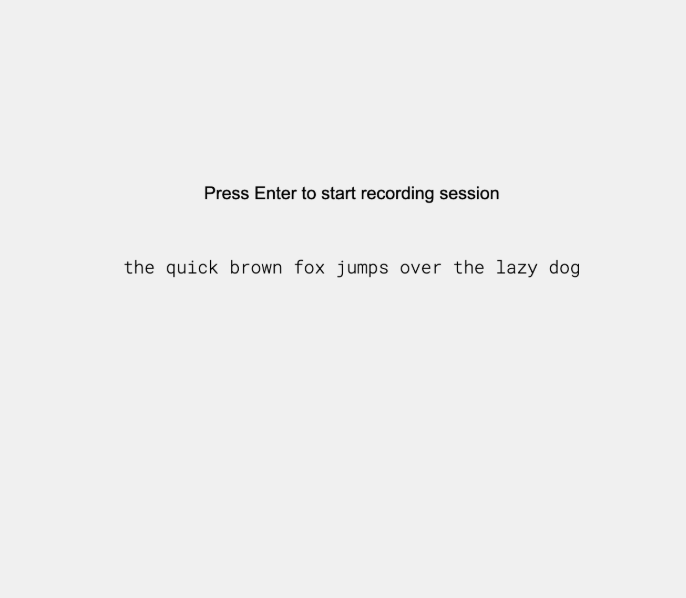 Press Enter to start recording session
the quick brown fox jumps over the lazy dog